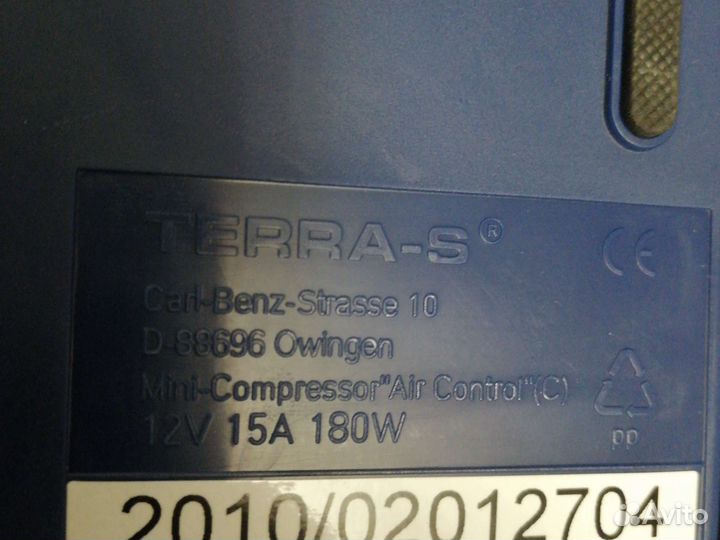 TERRA-S®
CE
Carl-Benz-Strasse 10
D-88696 Owingen
Mini-Compressor"Air Control"(C)
12V 15A 180W
pp
2010/02012704
Avito